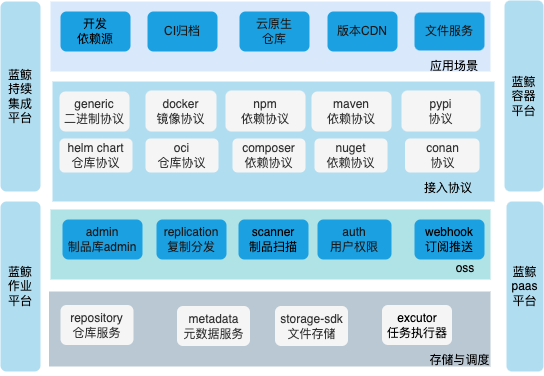 蓝鲸
持续
集成
平台
开发
依赖源
CI归档
云原生
仓库
版本CDN
文件服务
应用场景
蓝鲸
容器
平台
generic
二进制协议
docker
镜像协议
npm
依赖协议
maven
依赖协议
pypi
协议
helm chart
仓库协议
oci
仓库协议
composer
依赖协议
nuget
依赖协议
conan
协议
接入协议
蓝鲸
作业
平台
admin
制品库admin
replication
复制分发
scanner
制品扫描
auth
用户权限
webhook
订阅推送
oss
蓝鲸
paas
平台
repository
仓库服务
metadata
元数据服务
storage-sdk
文件存储
excutor
任务执行器
存储与调度